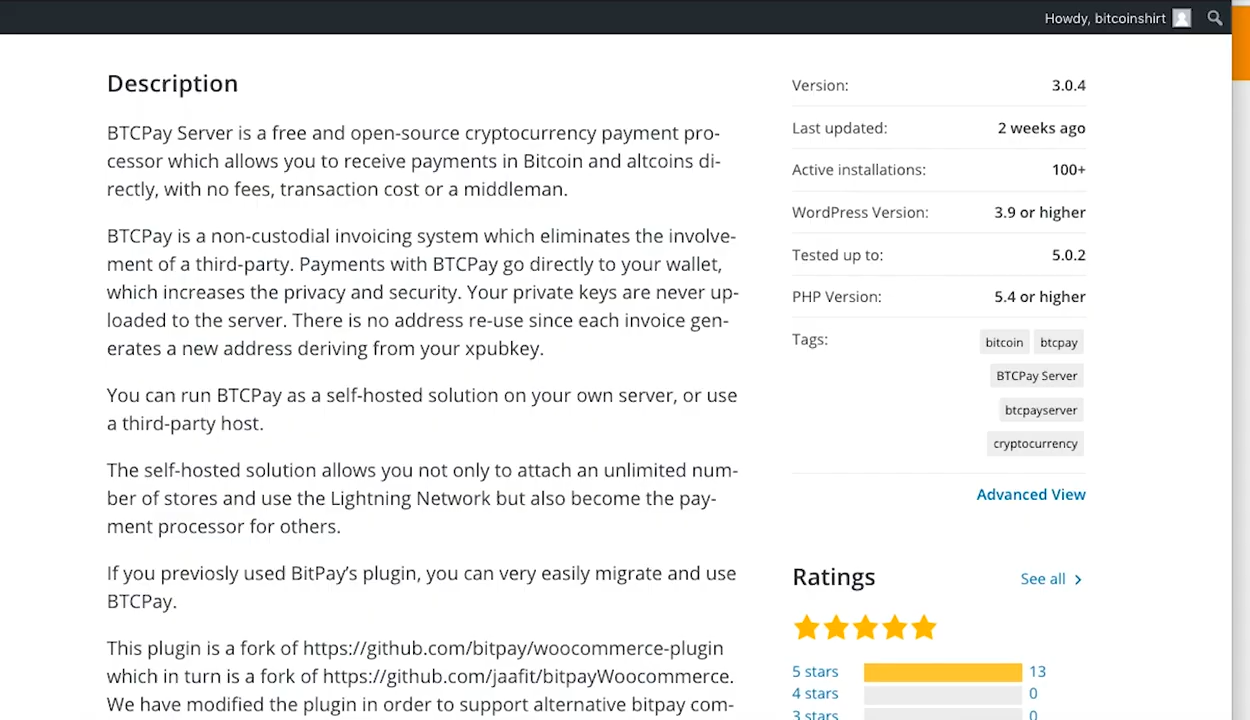 Howdy, bitcoinshirt
Description
BTCPay Server is a free and open-source cryptocurrency payment pro-
cessor which allows you to receive payments in Bitcoin and altcoins di-
rectly, with no fees, transaction cost or a middleman.
BTCPay is a non-custodial invoicing system which eliminates the involve-
ment of a third-party. Payments with BTCPay go directly to your wallet,
which increases the privacy and security. Your private keys are never up-
loaded to the server. There is no address re-use since each invoice gen-
erates a new address deriving from your xpubkey.
You can run BTCPay as a self-hosted solution on your own server, or use
a third-party host.
The self-hosted solution allows you not only to attach an unlimited num-
ber of stores and use the Lightning Network but also become the pay-
ment processor for others.
If you previosly used BitPay’s plugin, you can very easily migrate and use
BTCPay.
This plugin is a fork of https://github.com/bitpay/woocommerce-plugin
which in turn is a fork of https://github.com/jaafit/bitpayWoocommerce.
We have modified the plugin in order to support alternative bitpay com-
Version: 3.0.4
Last updated: 2 weeks ago
Active installations: 100+
WordPress Version: 3.9 or higher
Tested up to: 5.0.2
PHP Version: 5.4 or higher
Tags: bitcoin btcpay
BTCPay Server
btcpayserver
cryptocurrency
Advanced View
Ratings See all
5 stars 13
4 stars 0
3 stars 0